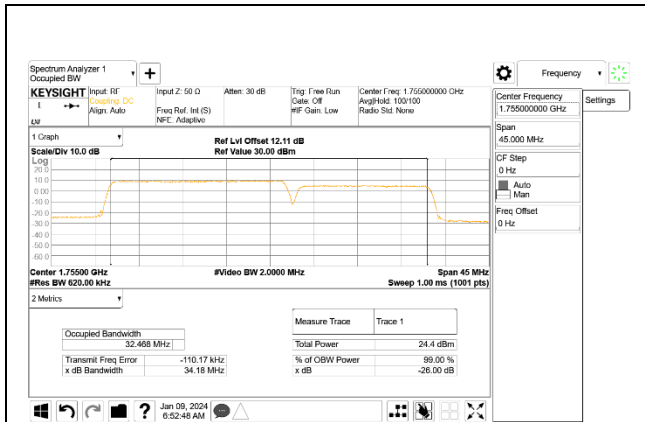 Spectrum Analyzer 1
Occupied BW
Frequency
KEYSIGHT
Input: RF
Coupling: DC
Align: Auto
Input Z: 50 Ω
Freq Ref: Int (S)
NFE: Adaptive
Atten: 30 dB
Trig: Free Run
Gate: Off
#IF Gain: Low
Center Freq: 1.755000000 GHz
Avg|Hold: 100/100
Radio Std: None
Center Frequency
1.755000000 GHz
Settings
Span
45.000 MHz
CF Step
0 Hz
Auto
Man
Freq Offset
0 Hz
1 Graph
Scale/Div 10.0 dB
Ref Lvl Offset 12.11 dB
Ref Value 30.00 dBm
Log
20.0
10.0
0.00
-10.0
-20.0
-30.0
-40.0
-50.0
-60.0
Center 1.75500 GHz
#Res BW 620.00 kHz
#Video BW 2.0000 MHz
Span 45 MHz
Sweep 1.00 ms (1001 pts)
2 Metrics
Measure Trace Trace 1
Occupied Bandwidth
32.468 MHz
Total Power 24.4 dBm
Transmit Freq Error -110.17 kHz
% of OBW Power 99.00 %
x dB Bandwidth 34.18 MHz
x dB -26.00 dB
Jan 09, 2024
6:52:48 AM